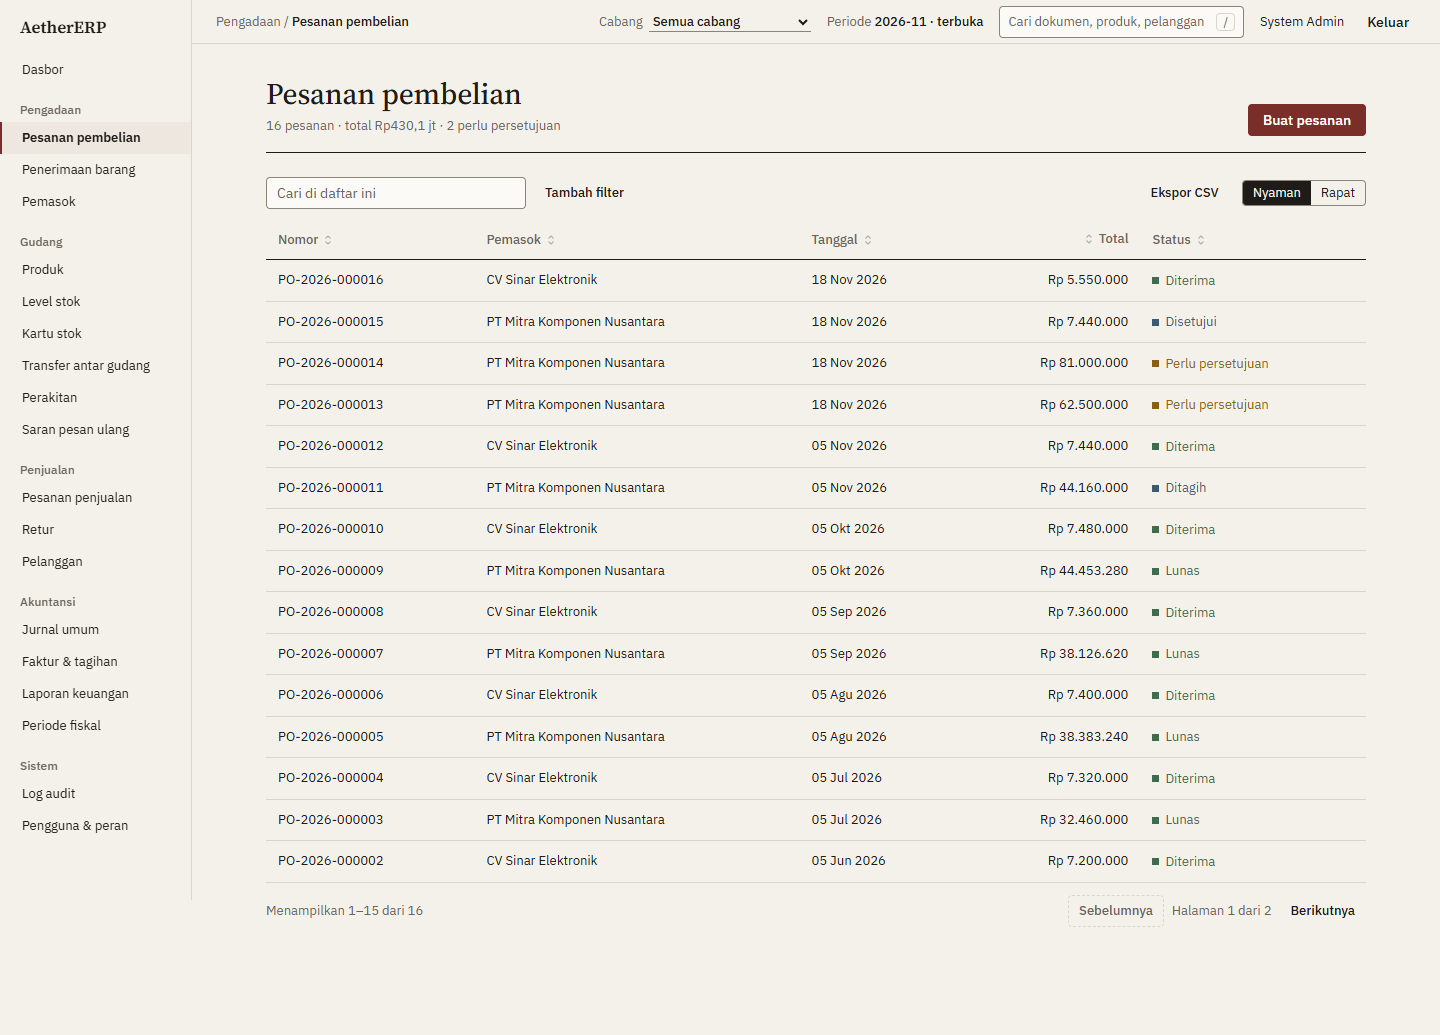 AetherERP
Dasbor
Pengadaan
Pesanan pembelian
Penerimaan barang
Pemasok
Gudang
Produk
Level stok
Kartu stok
Transfer antar gudang
Perakitan
Saran pesan ulang
Penjualan
Pesanan penjualan
Retur
Pelanggan
Akuntansi
Jurnal umum
Faktur & tagihan
Laporan keuangan
Periode fiskal
Sistem
Log audit
Pengguna & peran
Pengadaan / Pesanan pembelian
Cabang Semua cabang
Periode 2026-11 · terbuka
Cari dokumen, produk, pelanggan /
System Admin
Keluar
Pesanan pembelian
16 pesanan · total Rp430,1 jt · 2 perlu persetujuan
Buat pesanan
Cari di daftar ini
Tambah filter
Ekspor CSV
Nyaman Rapat
Nomor Pemasok Tanggal Total Status
PO-2026-000016 CV Sinar Elektronik 18 Nov 2026 Rp 5.550.000 Diterima
PO-2026-000015 PT Mitra Komponen Nusantara 18 Nov 2026 Rp 7.440.000 Disetujui
PO-2026-000014 PT Mitra Komponen Nusantara 18 Nov 2026 Rp 81.000.000 Perlu persetujuan
PO-2026-000013 PT Mitra Komponen Nusantara 18 Nov 2026 Rp 62.500.000 Perlu persetujuan
PO-2026-000012 CV Sinar Elektronik 05 Nov 2026 Rp 7.440.000 Diterima
PO-2026-000011 PT Mitra Komponen Nusantara 05 Nov 2026 Rp 44.160.000 Ditagih
PO-2026-000010 CV Sinar Elektronik 05 Okt 2026 Rp 7.480.000 Diterima
PO-2026-000009 PT Mitra Komponen Nusantara 05 Okt 2026 Rp 44.453.280 Lunas
PO-2026-000008 CV Sinar Elektronik 05 Sep 2026 Rp 7.360.000 Diterima
PO-2026-000007 PT Mitra Komponen Nusantara 05 Sep 2026 Rp 38.126.620 Lunas
PO-2026-000006 CV Sinar Elektronik 05 Agu 2026 Rp 7.400.000 Diterima
PO-2026-000005 PT Mitra Komponen Nusantara 05 Agu 2026 Rp 38.383.240 Lunas
PO-2026-000004 CV Sinar Elektronik 05 Jul 2026 Rp 7.320.000 Diterima
PO-2026-000003 PT Mitra Komponen Nusantara 05 Jul 2026 Rp 32.460.000 Lunas
PO-2026-000002 CV Sinar Elektronik 05 Jun 2026 Rp 7.200.000 Diterima
Menampilkan 1–15 dari 16
Sebelumnya Halaman 1 dari 2 Berikutnya